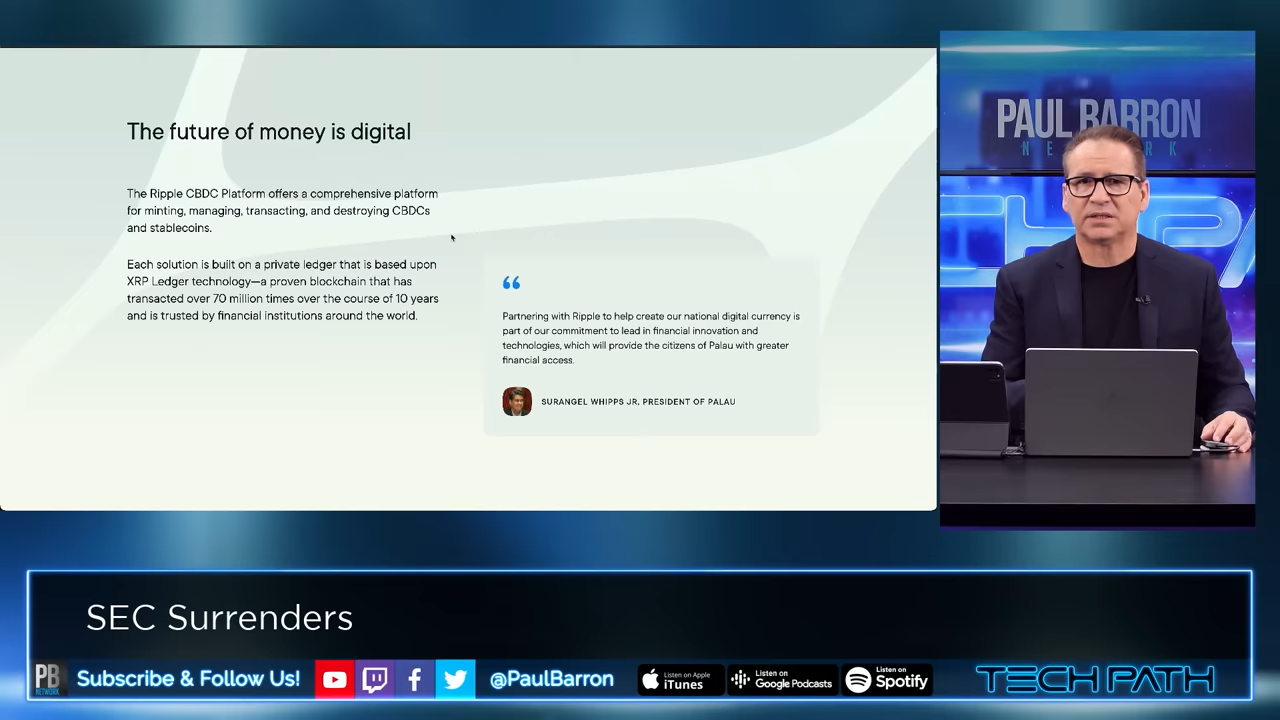 The future of money is digital
The Ripple CBDC Platform offers a comprehensive platform
for minting, managing, transacting, and destroying CBDCs
and stablecoins.
Each solution is built on a private ledger that is based upon
XRP Ledger technology—a proven blockchain that has
transacted over 70 million times over the course of 10 years
and is trusted by financial institutions around the world.
“
Partnering with Ripple to help create our national digital currency is
part of our commitment to lead in financial innovation and
technologies, which will provide the citizens of Palau with greater
financial access.
SURANGEL WHIPPS JR, PRESIDENT OF PALAU
PAUL BARRON
SEC Surrenders
PB
NETWORK
Subscribe & Follow Us!
@PaulBarron
Listen on Apple
iTunes
Listen on
Google Podcasts
Listen on
Spotify
TECH PATH